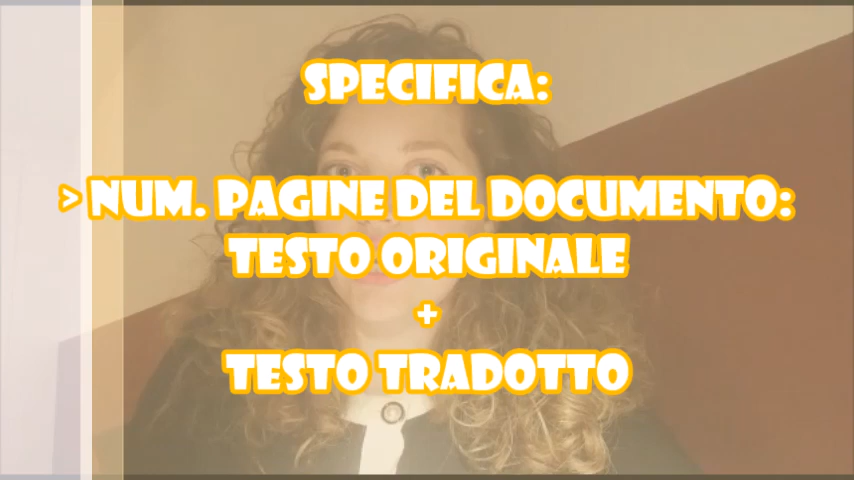 SPECIFICA:
> NUM. PAGINE DEL DOCUMENTO:
TESTO ORIGINALE
+
TESTO TRADOTTO